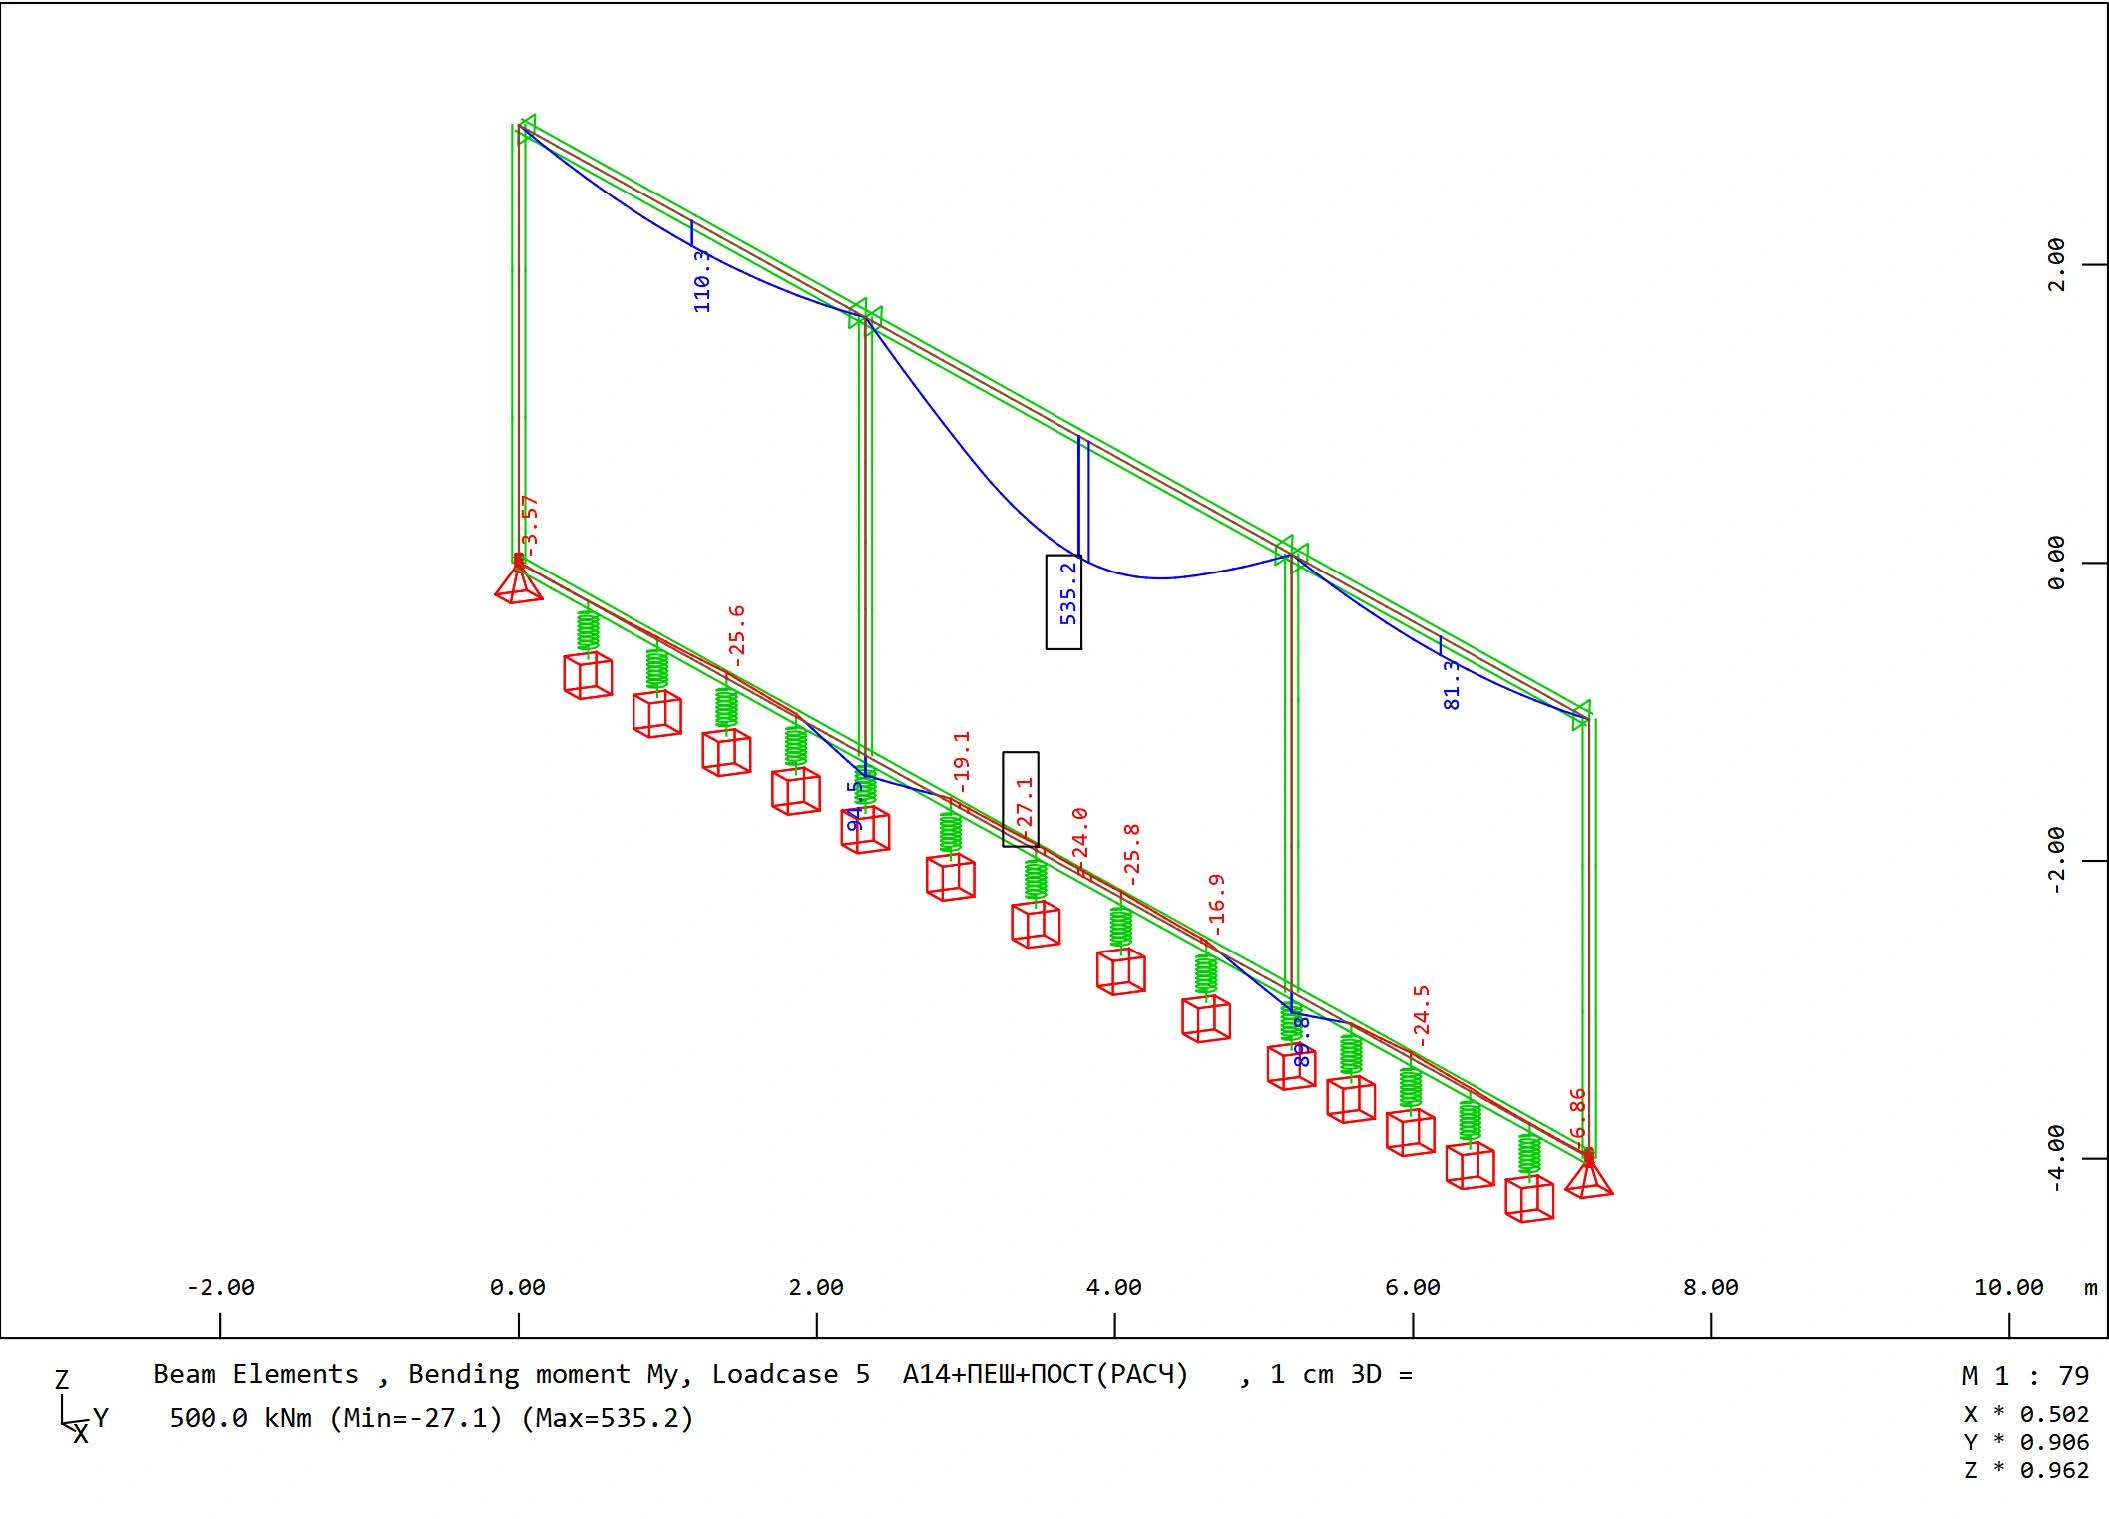 110.3
2.00
-3.57
535.2
0.00
-25.6
81.3
94.5
-19.1
-27.1
-24.0
-25.8
-2.00
-16.9
-24.5
89.8
-6.86
-4.00
-2.00 0.00 2.00 4.00 6.00 8.00 10.00 m
Z
Y
X
Beam Elements , Bending moment My, Loadcase 5 А14+ПЕШ+ПОСТ(РАСЧ) , 1 cm 3D =
500.0 kNm (Min=-27.1) (Max=535.2)
M 1 : 79
X * 0.502
Y * 0.906
Z * 0.962